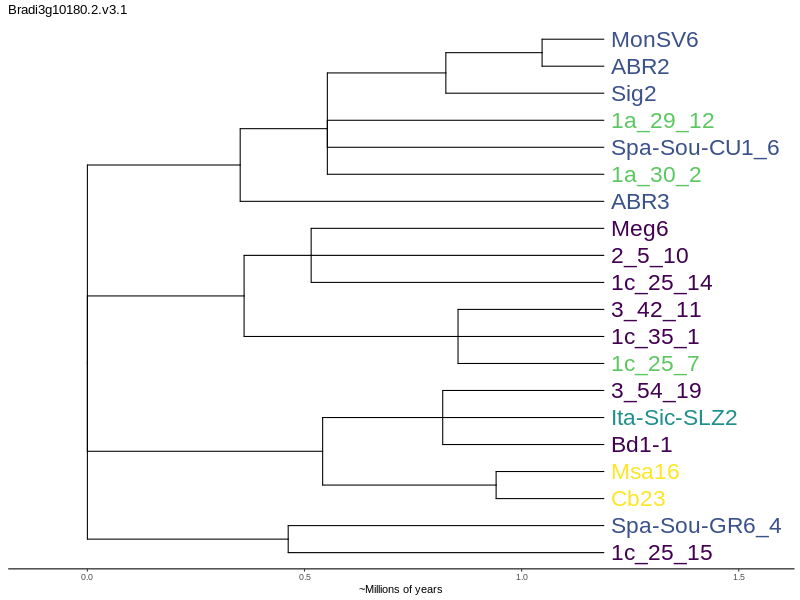 Bradi3g10180.2.v3.1
MonSV6
ABR2
Sig2
1a_29_12
Spa-Sou-CU1_6
1a_30_2
ABR3
Meg6
2_5_10
1c_25_14
3_42_11
1c_35_1
1c_25_7
3_54_19
Ita-Sic-SLZ2
Bd1-1
Msa16
Cb23
Spa-Sou-GR6_4
1c_25_15
0.0 0.5 1.0 1.5
~Millions of years